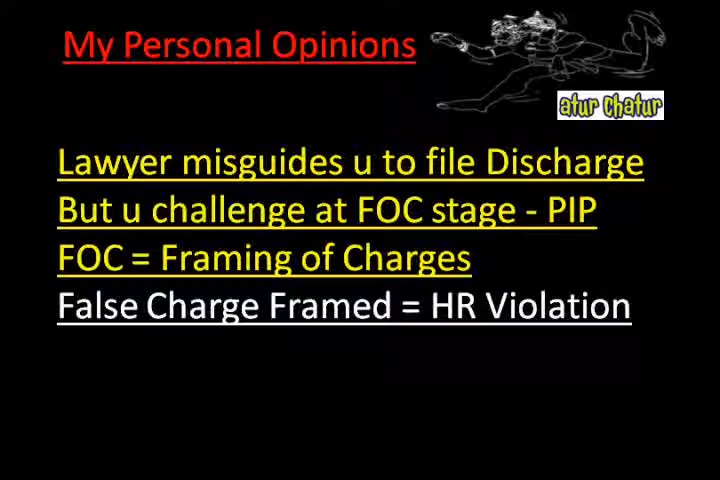 My Personal Opinions
atur chatur
Lawyer misguides u to file Discharge
But u challenge at FOC stage - PIP
FOC = Framing of Charges
False Charge Framed = HR Violation